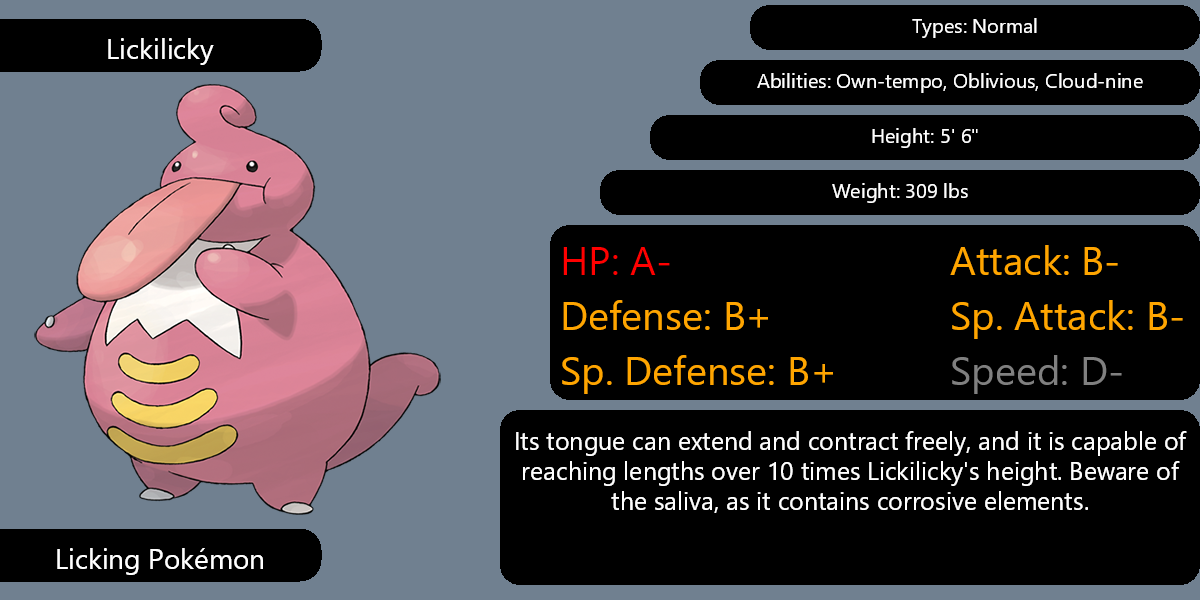 Lickilicky
Types: Normal
Abilities: Own-tempo, Oblivious, Cloud-nine
Height: 5' 6"
Weight: 309 lbs
HP: A-
Attack: B-
Defense: B+
Sp. Attack: B-
Sp. Defense: B+
Speed: D-
Its tongue can extend and contract freely, and it is capable of
reaching lengths over 10 times Lickilicky's height. Beware of
the saliva, as it contains corrosive elements.
Licking Pokémon